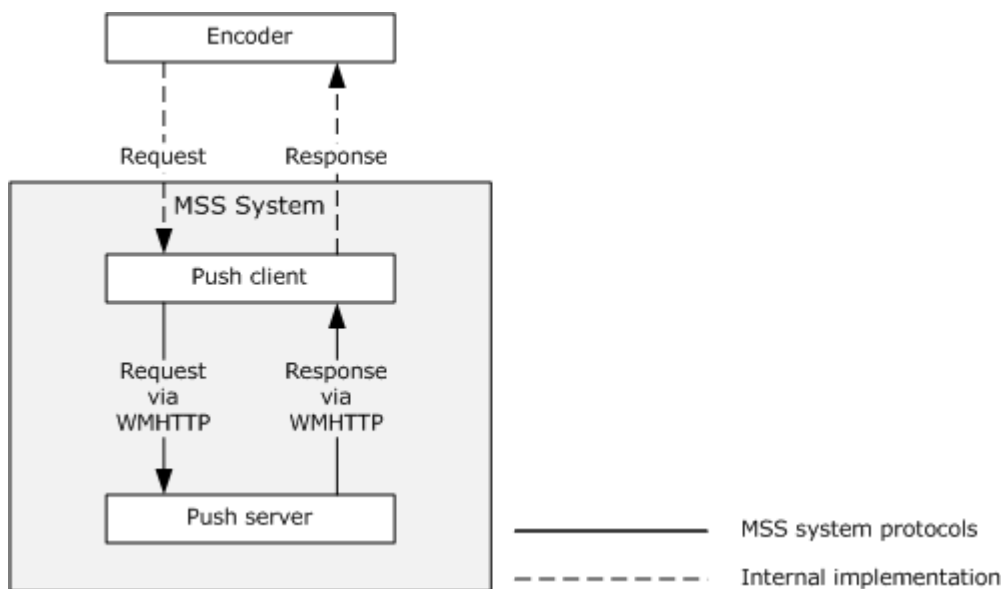 Encoder
Request
Response
MSS System
Push client
Request
via
WMHTTP
Response
via
WMHTTP
Push server
MSS system protocols
Internal implementation